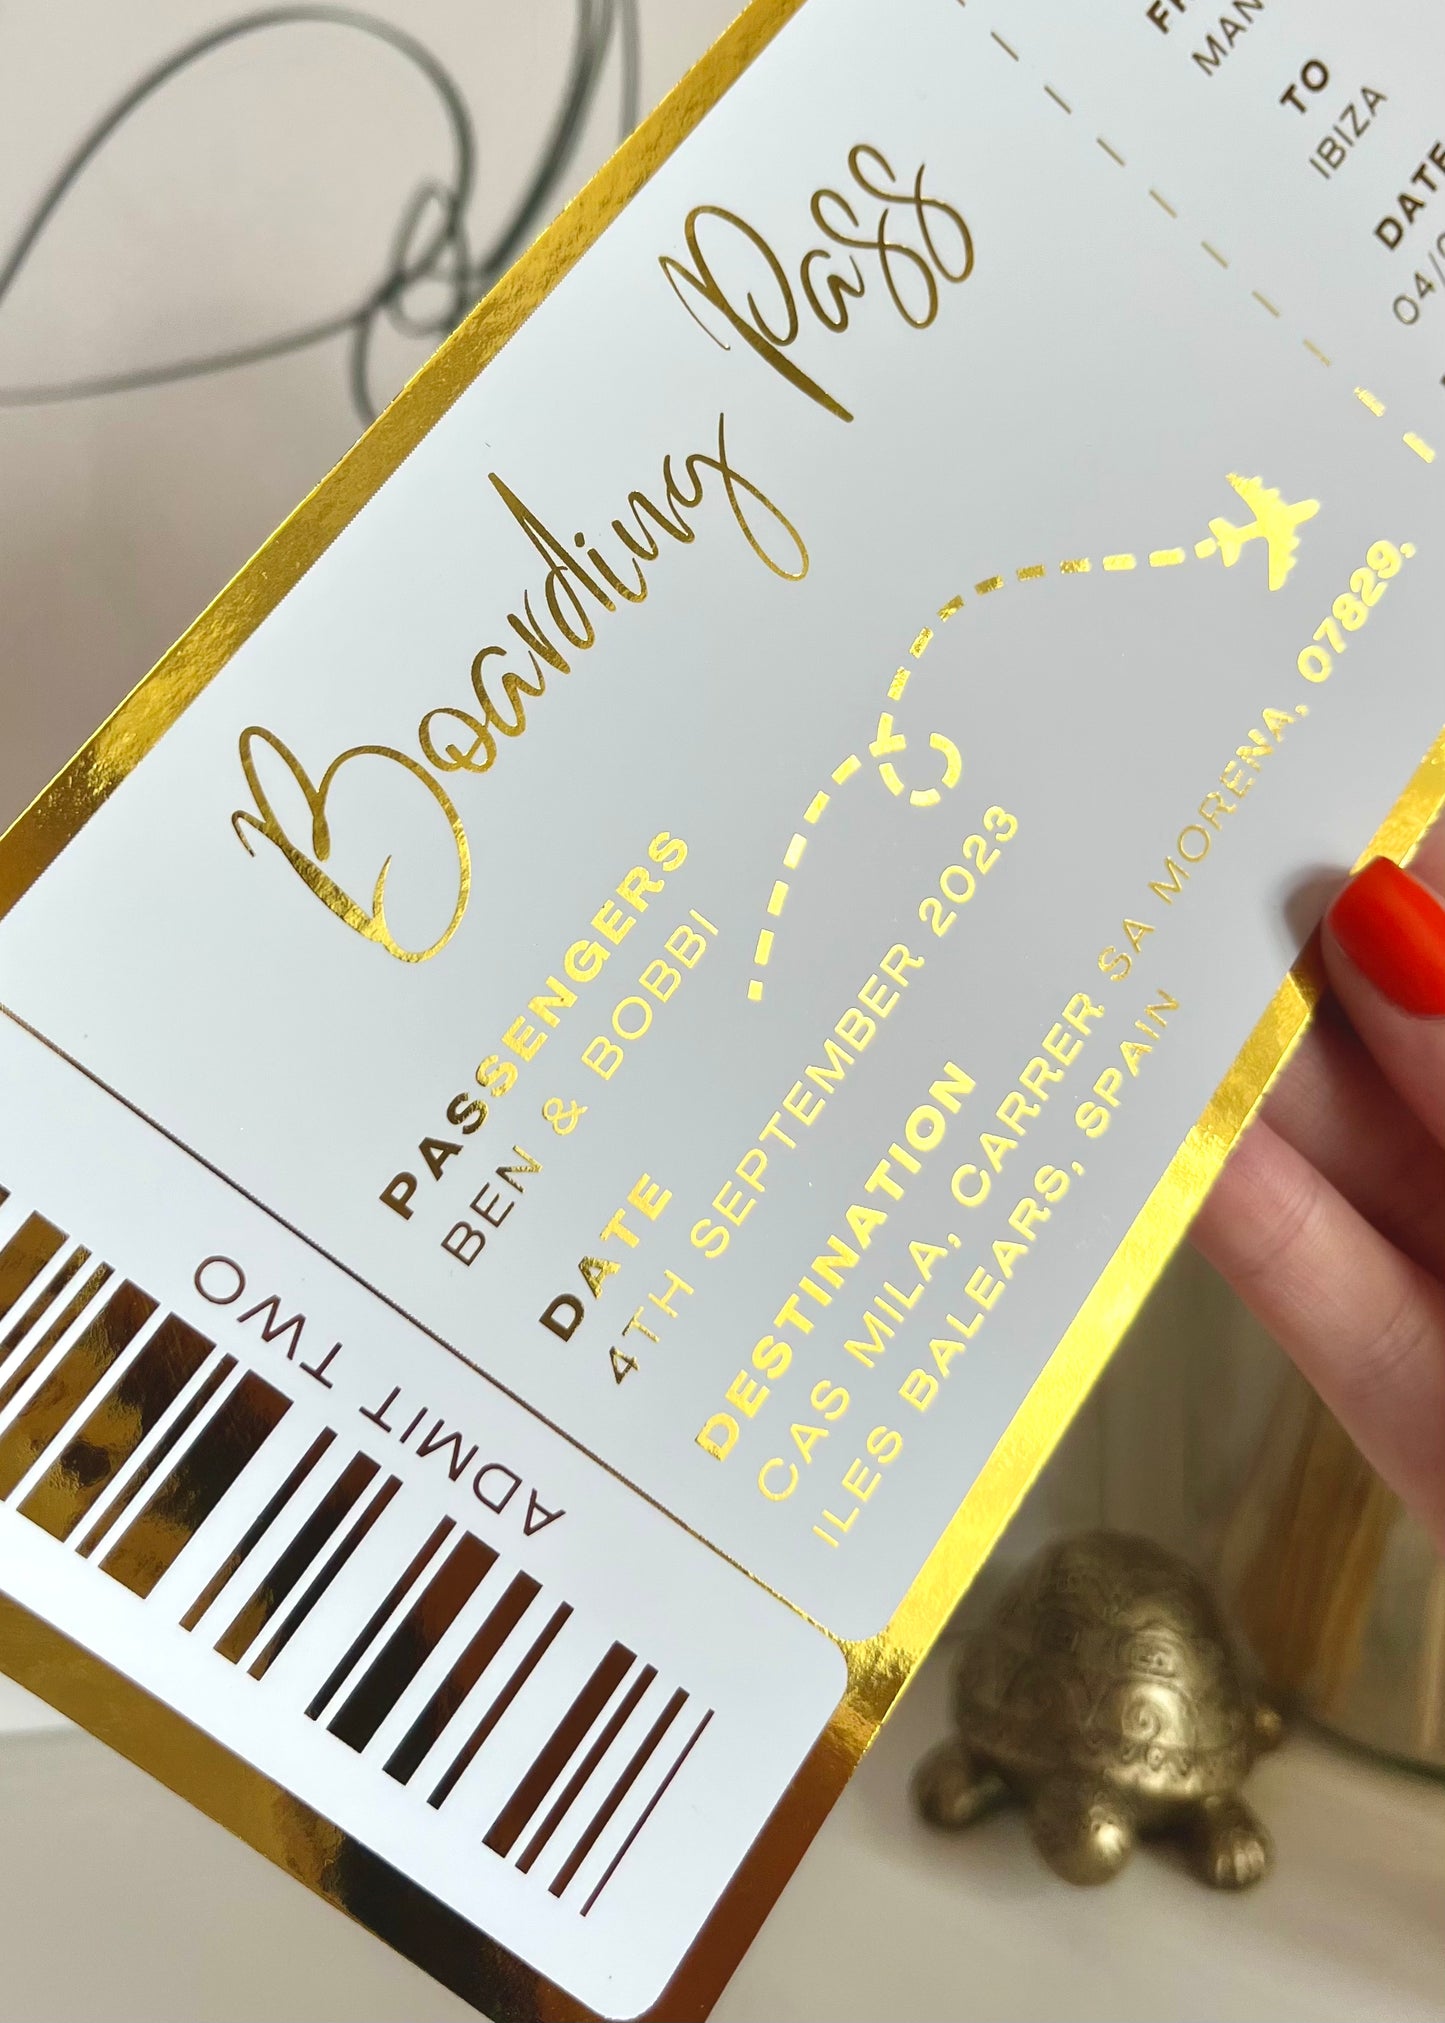 Boarding Pass
PASSENGERS
BEN & BOBBI
DATE
4TH SEPTEMBER 2023
DESTINATION
CAS MILA, CARRER SA MORENA, 07829,
ILES BALEARS, SPAIN
ADMIT TWO
TO
IBIZA
DATE